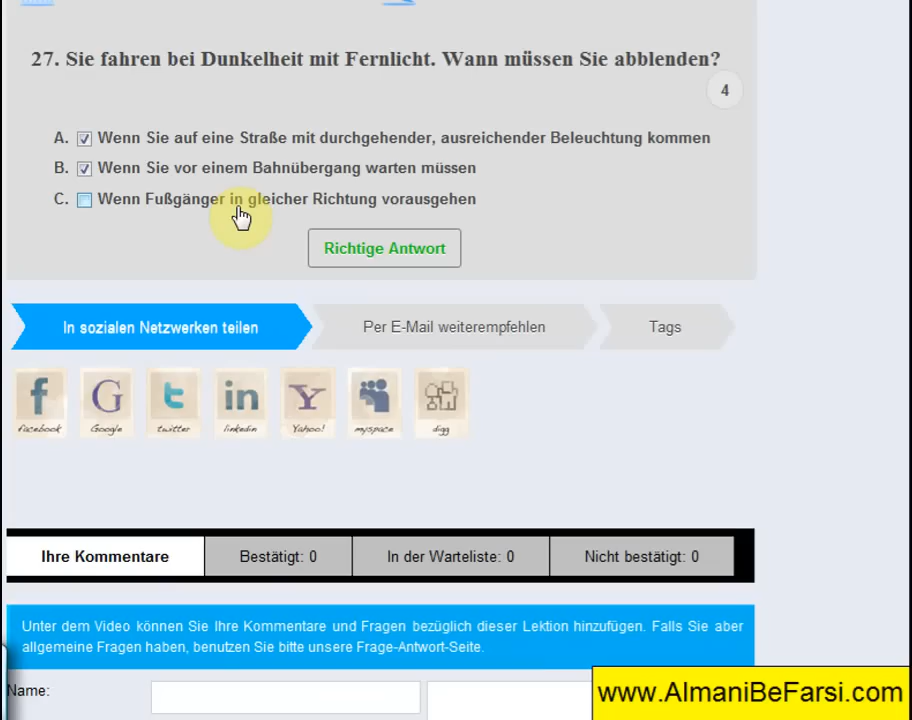 27. Sie fahren bei Dunkelheit mit Fernlicht. Wann müssen Sie abblenden?
4
A. Wenn Sie auf eine Straße mit durchgehender, ausreichender Beleuchtung kommen
B. Wenn Sie vor einem Bahnübergang warten müssen
C. Wenn Fußgänger in gleicher Richtung vorausgehen
Richtige Antwort
In sozialen Netzwerken teilen Per E-Mail weiterempfehlen Tags
f G t in Y
facebook Google twitter linkedin Yahoo! myspace digg
Ihre Kommentare Bestätigt: 0 In der Warteliste: 0 Nicht bestätigt: 0
Unter dem Video können Sie Ihre Kommentare und Fragen bezüglich dieser Lektion hinzufügen. Falls Sie aber
allgemeine Fragen haben, benutzen Sie bitte unsere Frage-Antwort-Seite.
Name:
www.AlmaniBeFarsi.com